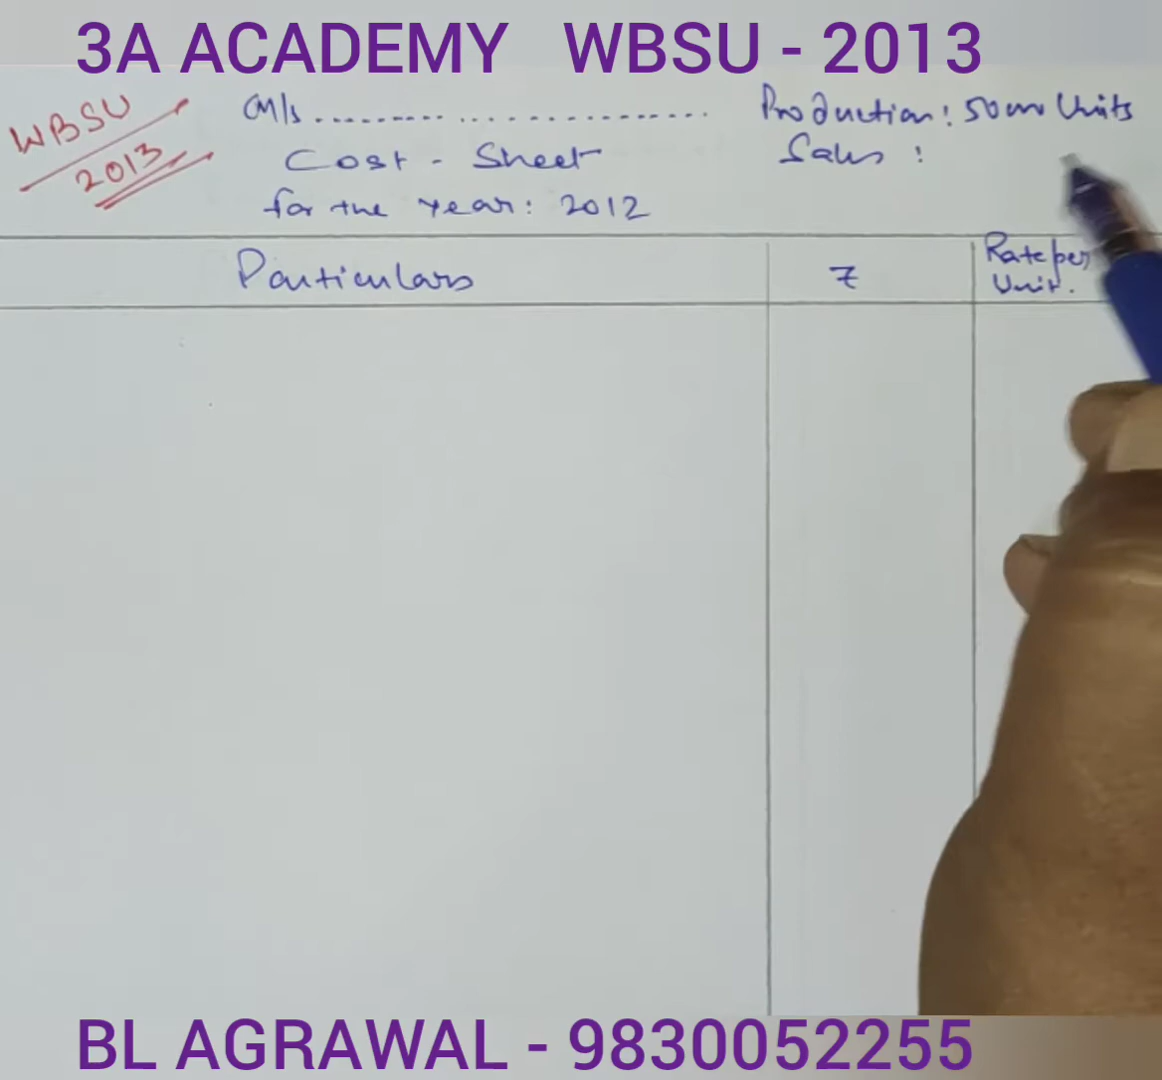 3A ACADEMY WBSU - 2013
WBSU
2013
M/s ..............................
Cost - Sheet
for the year: 2012
Production: 5000 Units
Sales :
Particulars
₹
Rate per
Unit.
BL AGRAWAL - 9830052255